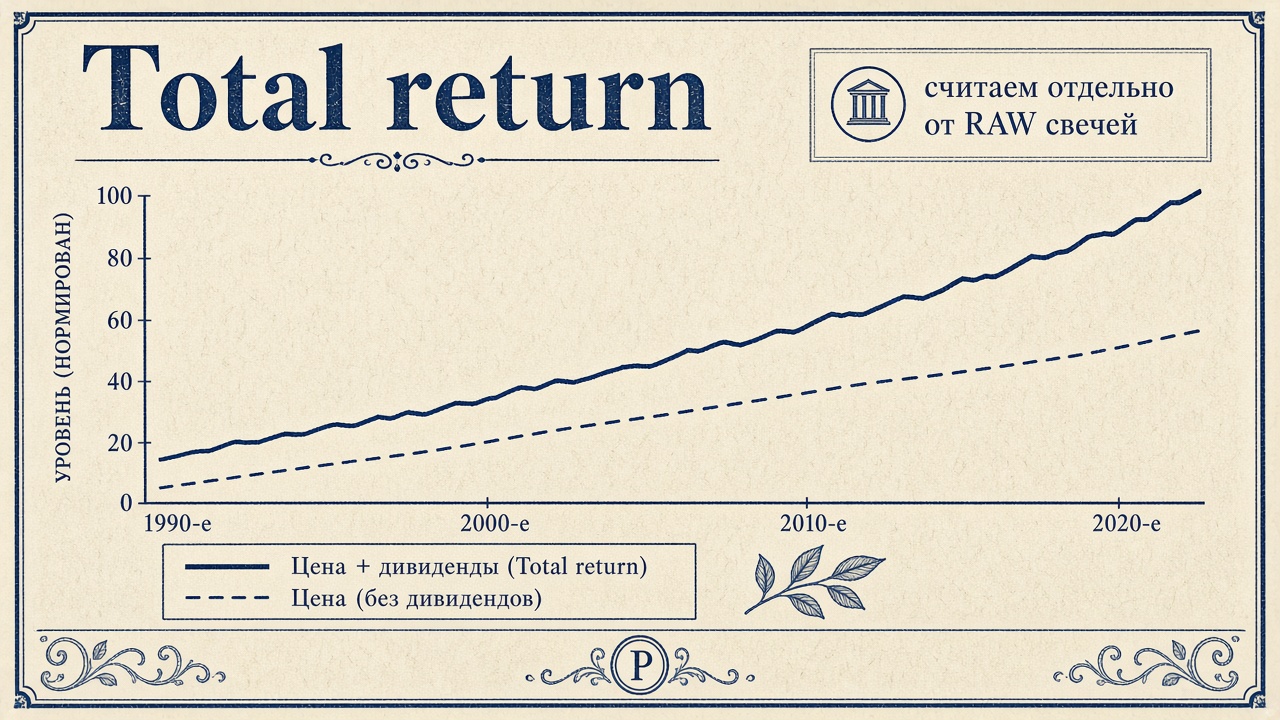 Total return
считаем отдельно
от RAW свечей
УРОВЕНЬ (НОРМИРОВАН)
100
80
60
40
20
0
1990-е 2000-е 2010-е 2020-е
Цена + дивиденды (Total return)
Цена (без дивидендов)
P